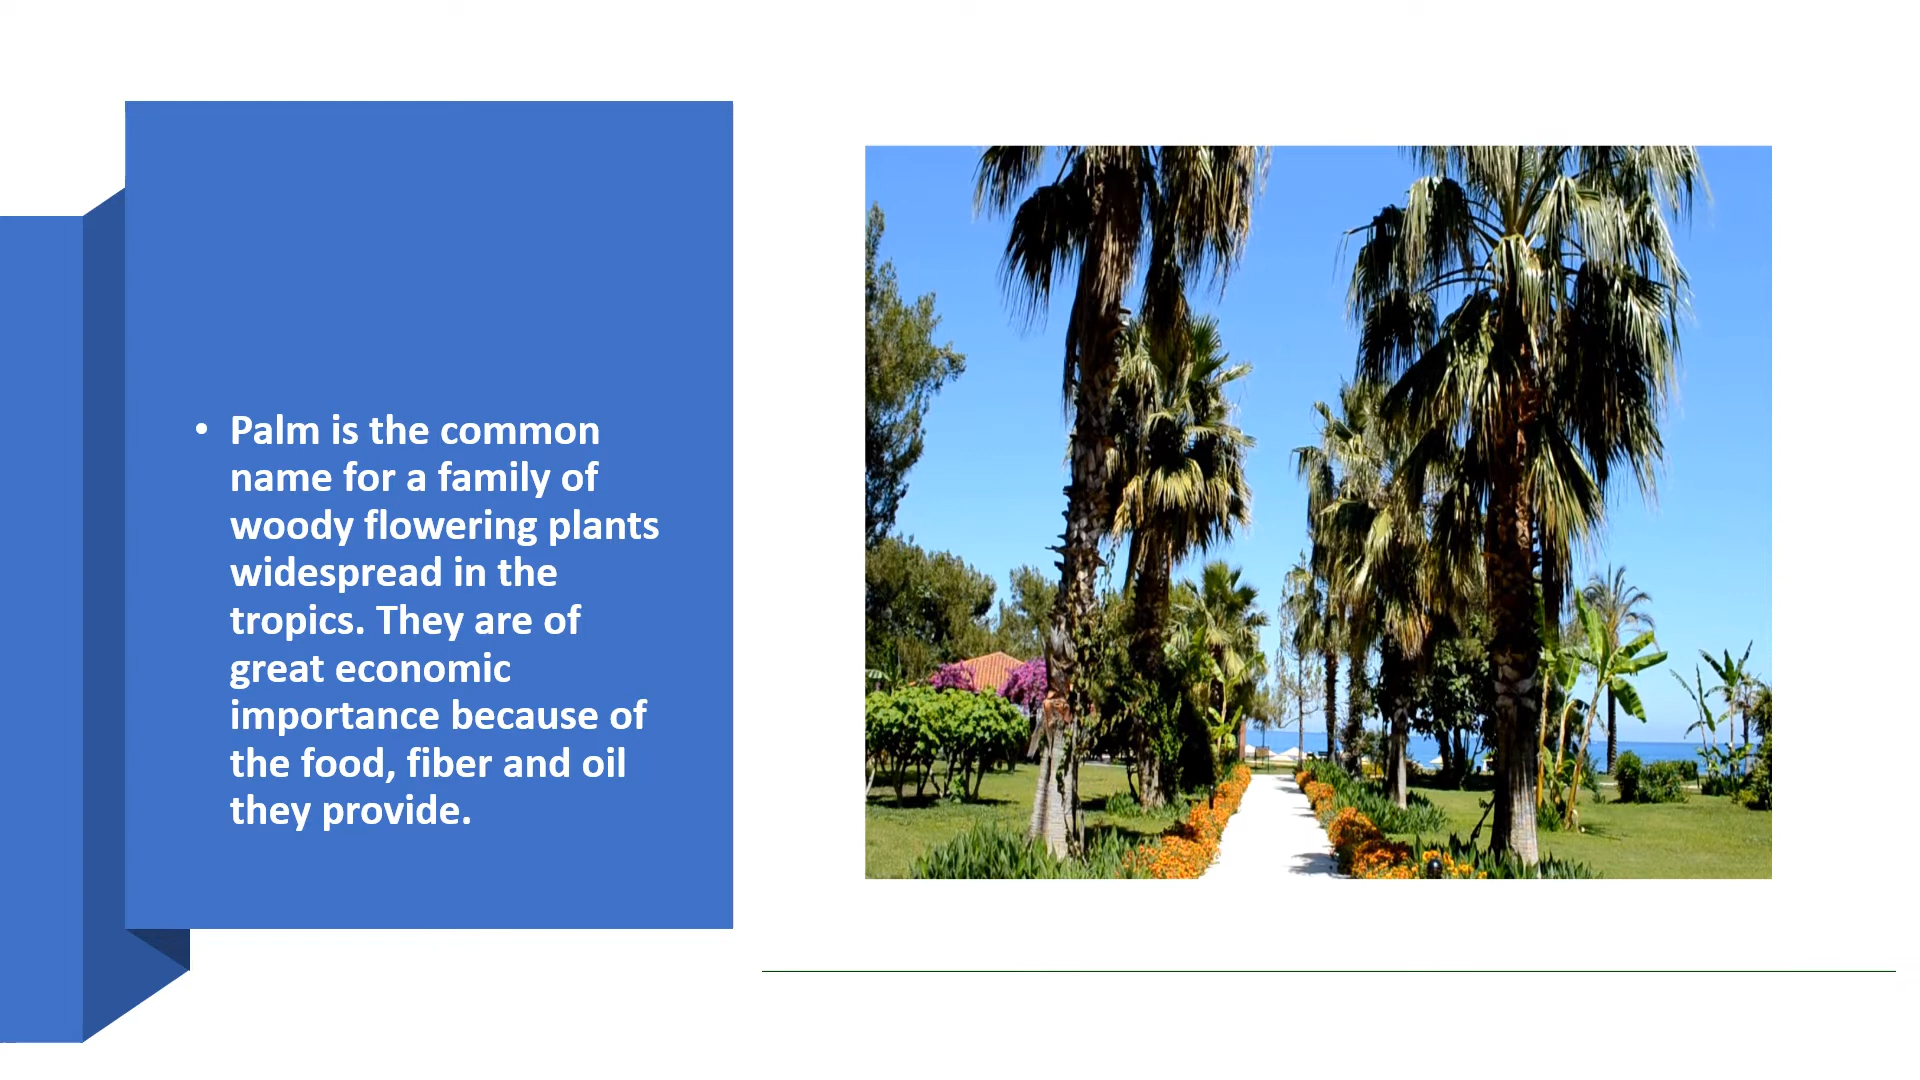 • Palm is the common
name for a family of
woody flowering plants
widespread in the
tropics. They are of
great economic
importance because of
the food, fiber and oil
they provide.